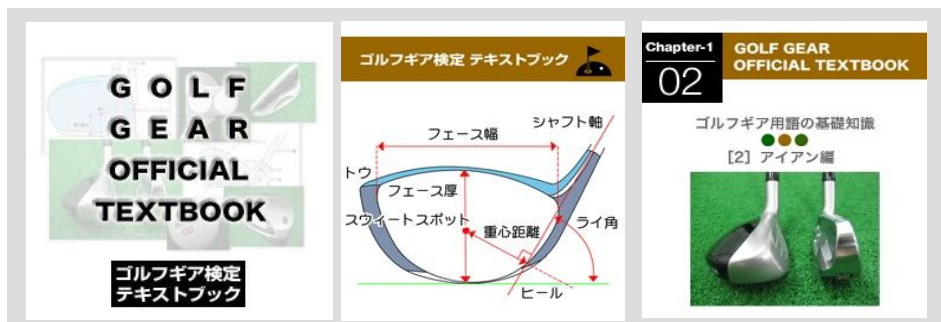 GOLF
GEAR
OFFICIAL
TEXTBOOK
ゴルフギア検定
テキストブック
ゴルフギア検定 テキストブック
シャフト軸
フェース幅
トウ
フェース厚
スウィートスポット
重心距離
ライ角
ヒール
Chapter-1
02
GOLF GEAR
OFFICIAL TEXTBOOK
ゴルフギア用語の基礎知識
[2] アイアン編